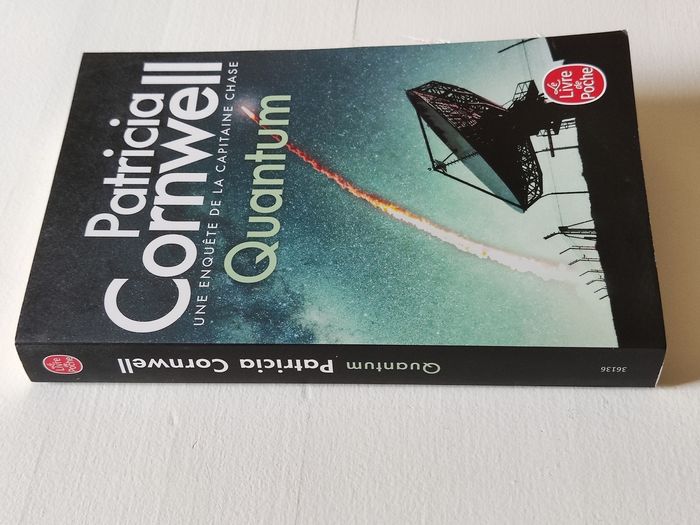 Patricia
Cornwell
UNE ENQUÊTE DE LA CAPITAINE CHASE
Quantum
Le
Livre
de
Poche
Le
Livre
de
Poche
Patricia Cornwell
Quantum
36136